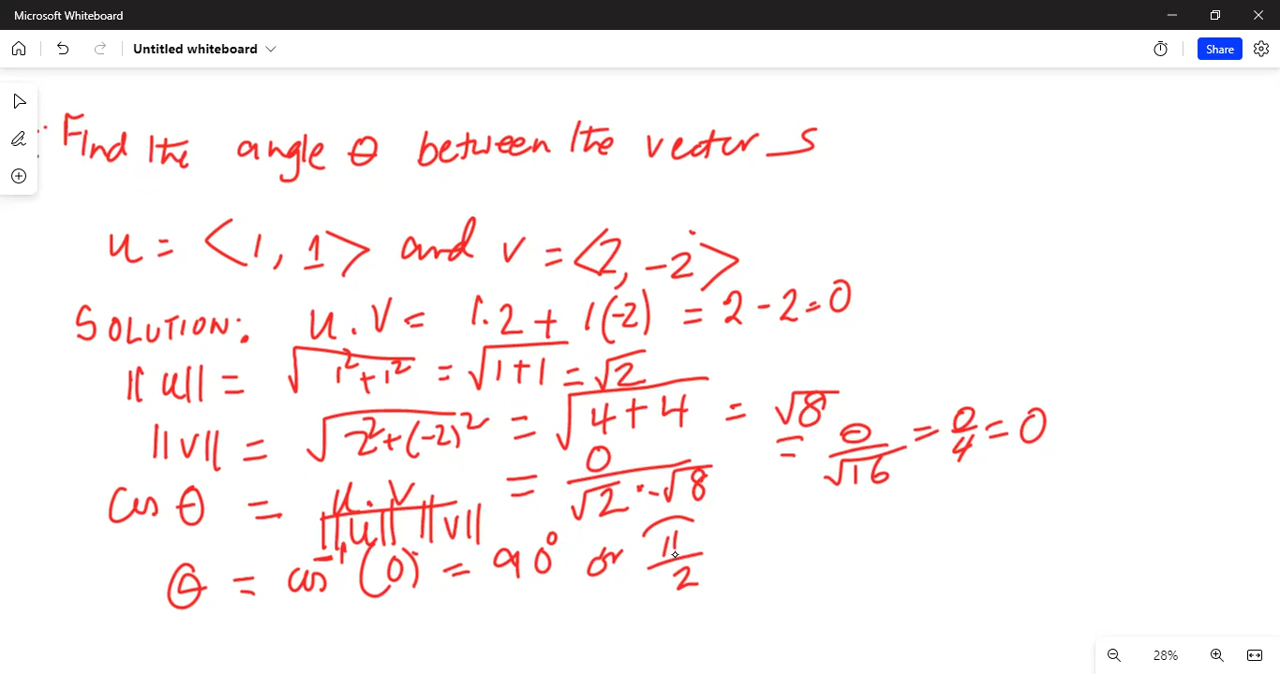 Microsoft Whiteboard
Untitled whiteboard
Share
Find the angle θ between the vectors
u = <1, 1> and v = <2, -2>
SOLUTION: u . v = 1.2 + 1(-2) = 2 - 2 = 0
||u|| = √1²+1² = √1+1 = √2
||v|| = √2²+(-2)² = √4+4 = √8
cos θ = u.v / ||u|| ||v|| = 0/√2 . √8 = 0/√16 = 0/4 = 0
θ = cos⁻¹(0) = 90° or π/2
28%